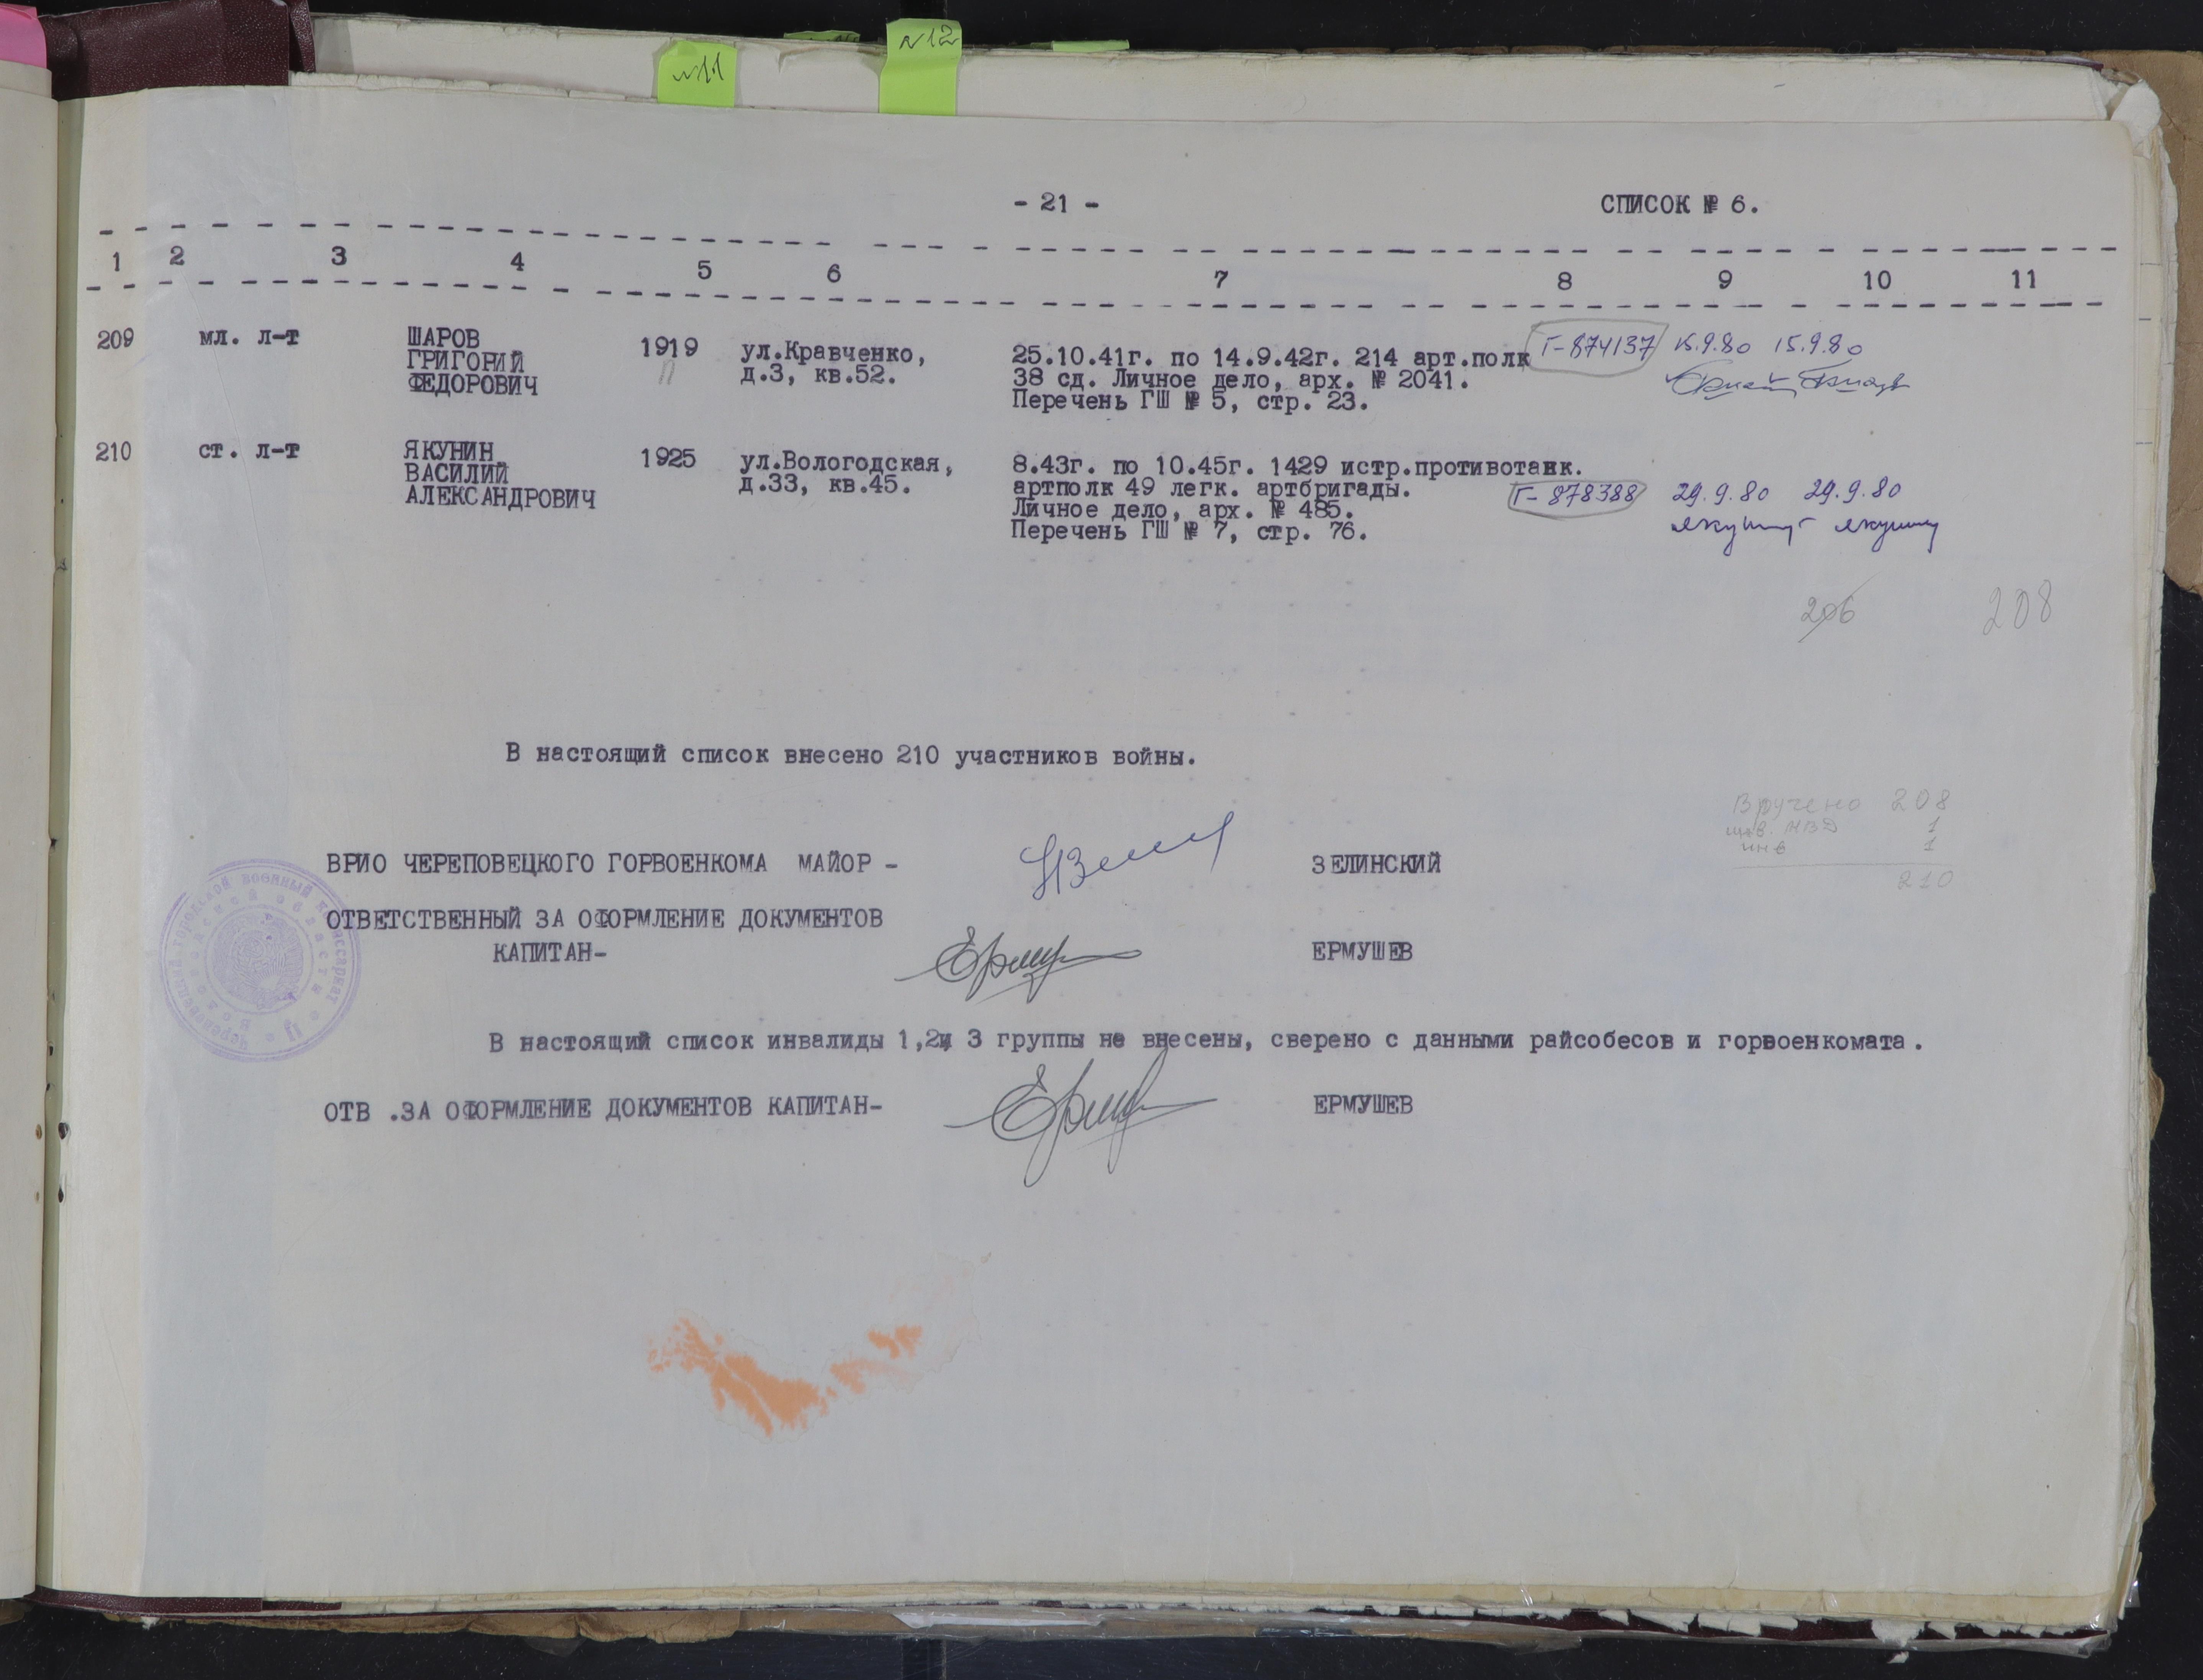 №11
№12
- 21 -
СПИСОК № 6.
1 2 3 4 5 6 7 8 9 10 11
209 мл. л-т ШАРОВ 1919 ул.Кравченко, 25.10.41г. по 14.9.42г. 214 арт.полк Г-874137 15.9.80 15.9.80
ГРИГОРИЙ П д.3, кв.52. 38 сд. Личное дело, арх. № 2041.
ФЕДОРОВИЧ Перечень ГШ № 5, стр. 23.
210 ст. л-т ЯКУНИН 1925 ул.Вологодская, 8.43г. по 10.45г. 1429 истр.противотанк.
ВАСИЛИЙ д.33, кв.45. артполк 49 легк. артбригады. Г- 878388 29.9.80 29.9.80
АЛЕКСАНДРОВИЧ Личное дело, арх. № 485.
Перечень ГШ № 7, стр. 76.
206 208
В настоящий список внесено 210 участников войны.
Вручено 208
1
инв 1
210
ВРИО ЧЕРЕПОВЕЦКОГО ГОРВОЕНКОМА МАЙОР - ЗЕЛИНСКИЙ
ОТВЕТСТВЕННЫЙ ЗА ОФОРМЛЕНИЕ ДОКУМЕНТОВ
КАПИТАН- ЕРМУШЕВ
В настоящий список инвалиды 1,2и 3 группы не внесены, сверено с данными райсобесов и горвоенкомата.
ОТВ .ЗА ОФОРМЛЕНИЕ ДОКУМЕНТОВ КАПИТАН- ЕРМУШЕВ